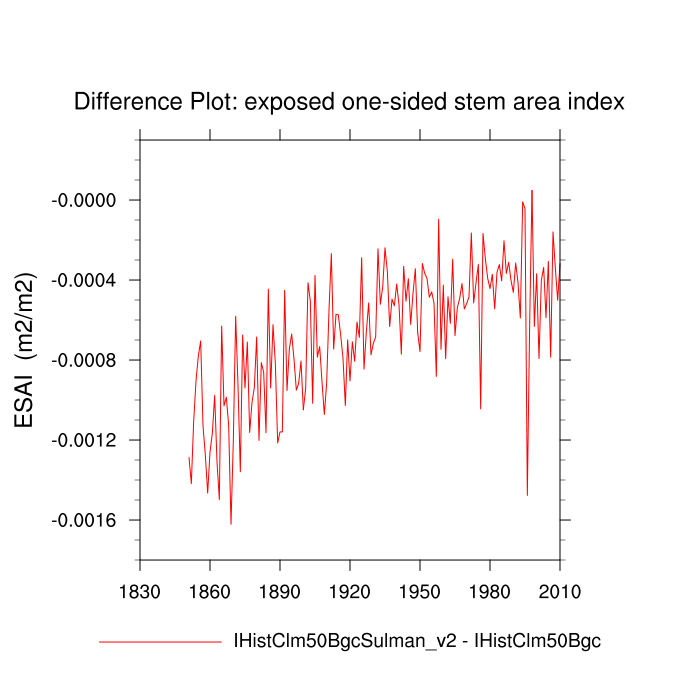 Difference Plot: exposed one-sided stem area index
ESAI (m2/m2)
-0.0000
-0.0004
-0.0008
-0.0012
-0.0016
1830 1860 1890 1920 1950 1980 2010
IHistClm50BgcSulman_v2 - IHistClm50Bgc